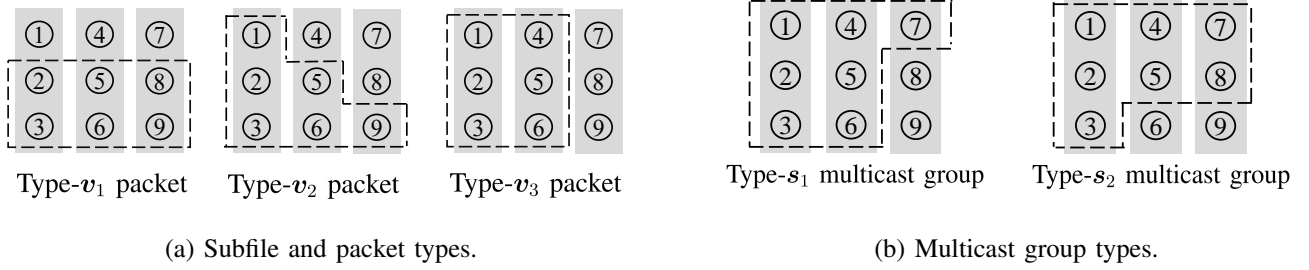 ① ④ ⑦ ① ④ ⑦ ① ④ ⑦ ① ④ ⑦ ① ④ ⑦
② ⑤ ⑧ ② ⑤ ⑧ ② ⑤ ⑧ ② ⑤ ⑧ ② ⑤ ⑧
③ ⑥ ⑨ ③ ⑥ ⑨ ③ ⑥ ⑨ ③ ⑥ ⑨ ③ ⑥ ⑨
Type-v₁ packet Type-v₂ packet Type-v₃ packet Type-s₁ multicast group Type-s₂ multicast group
(a) Subfile and packet types. (b) Multicast group types.